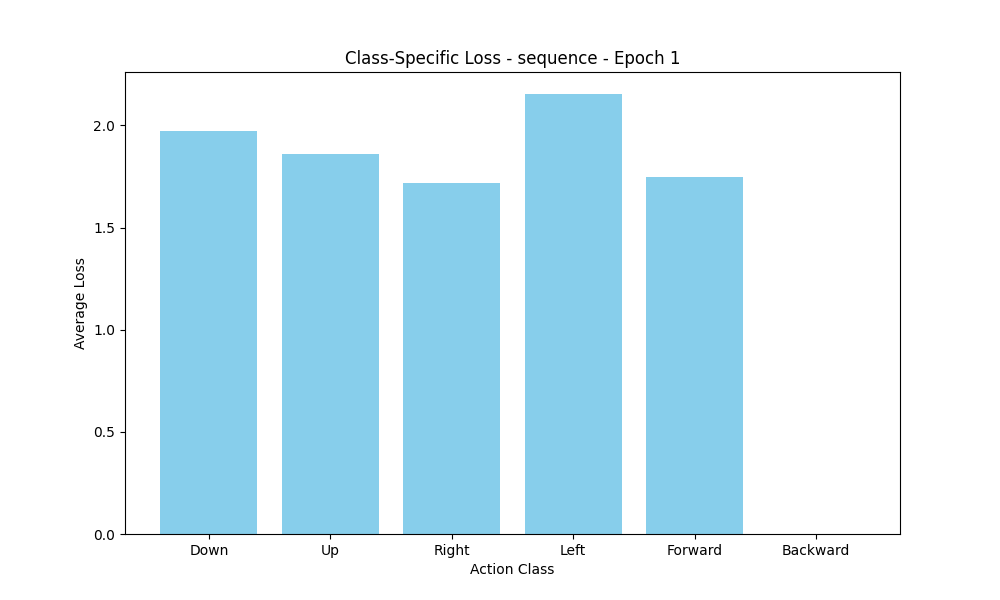 Class-Specific Loss - sequence - Epoch 1
2.0
1.5
1.0
0.5
0.0
Average Loss
Down Up Right Left Forward Backward
Action Class